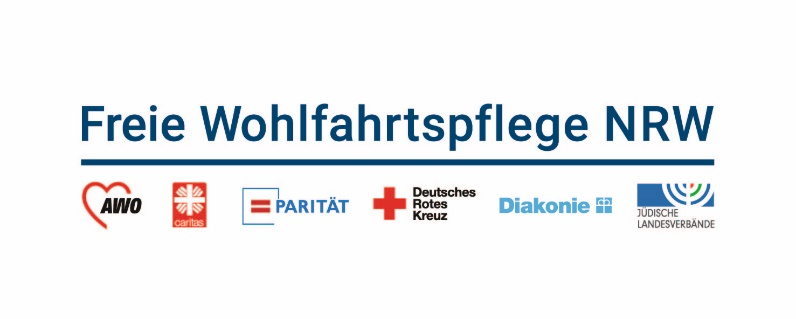 Freie Wohlfahrtspflege NRW
AWO
caritas
PARITÄT
Deutsches
Rotes
Kreuz
Diakonie
JÜDISCHE
LANDESVERBÄNDE